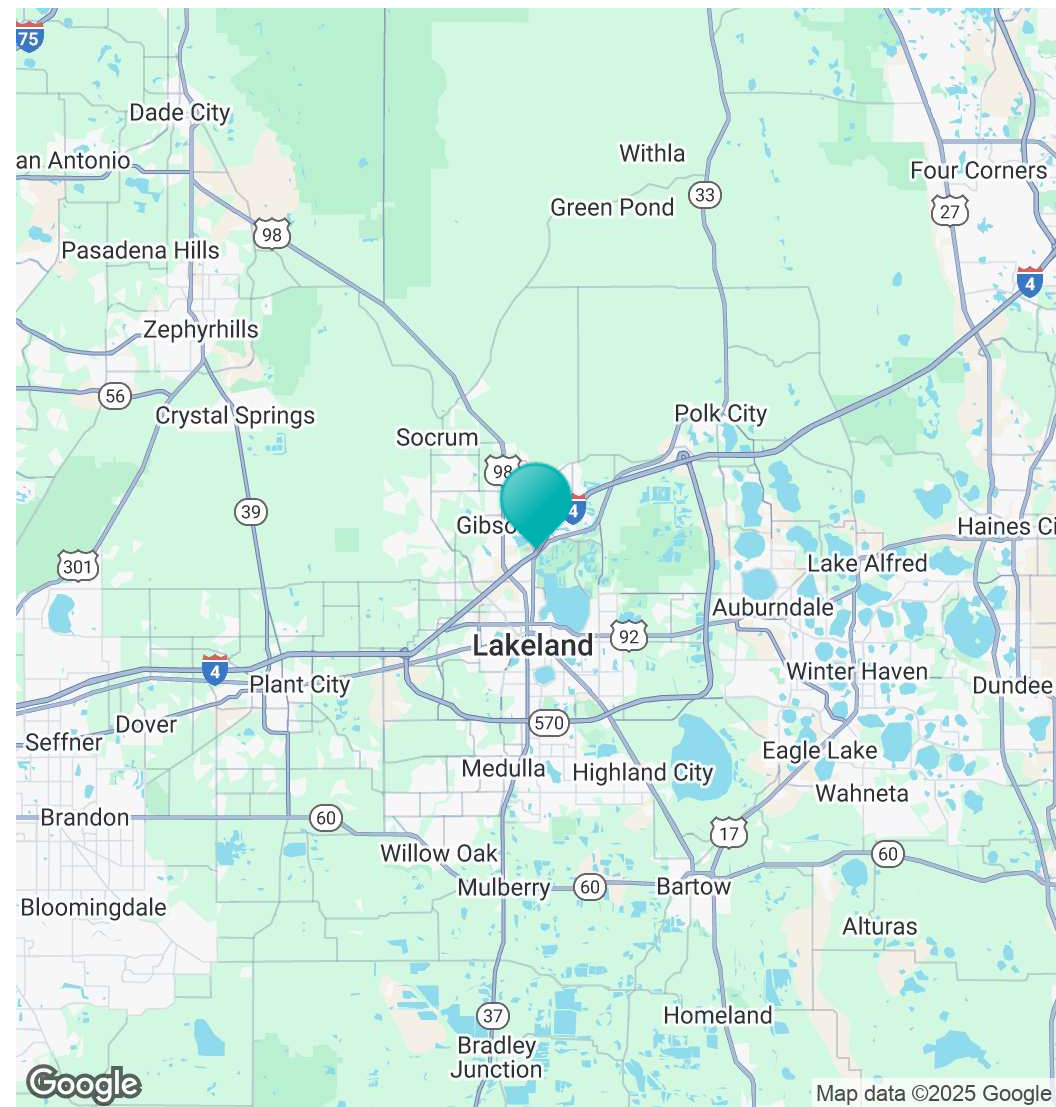 75
Dade City
an Antonio
Withla
Four Corners
33
27
Green Pond
98
Pasadena Hills
4
Zephyrhills
56
Crystal Springs
Polk City
Socrum
98
39
4
Gibso
Haines Ci
301
Lake Alfred
Auburndale
92
Lakeland
4
Winter Haven
Plant City
Dundee
Dover
570
Seffner
Eagle Lake
Medulla
Highland City
Wahneta
Brandon
60
17
Willow Oak
60
Mulberry
60
Bartow
Bloomingdale
Alturas
37
Homeland
Bradley
Junction
Google
Map data ©2025 Google